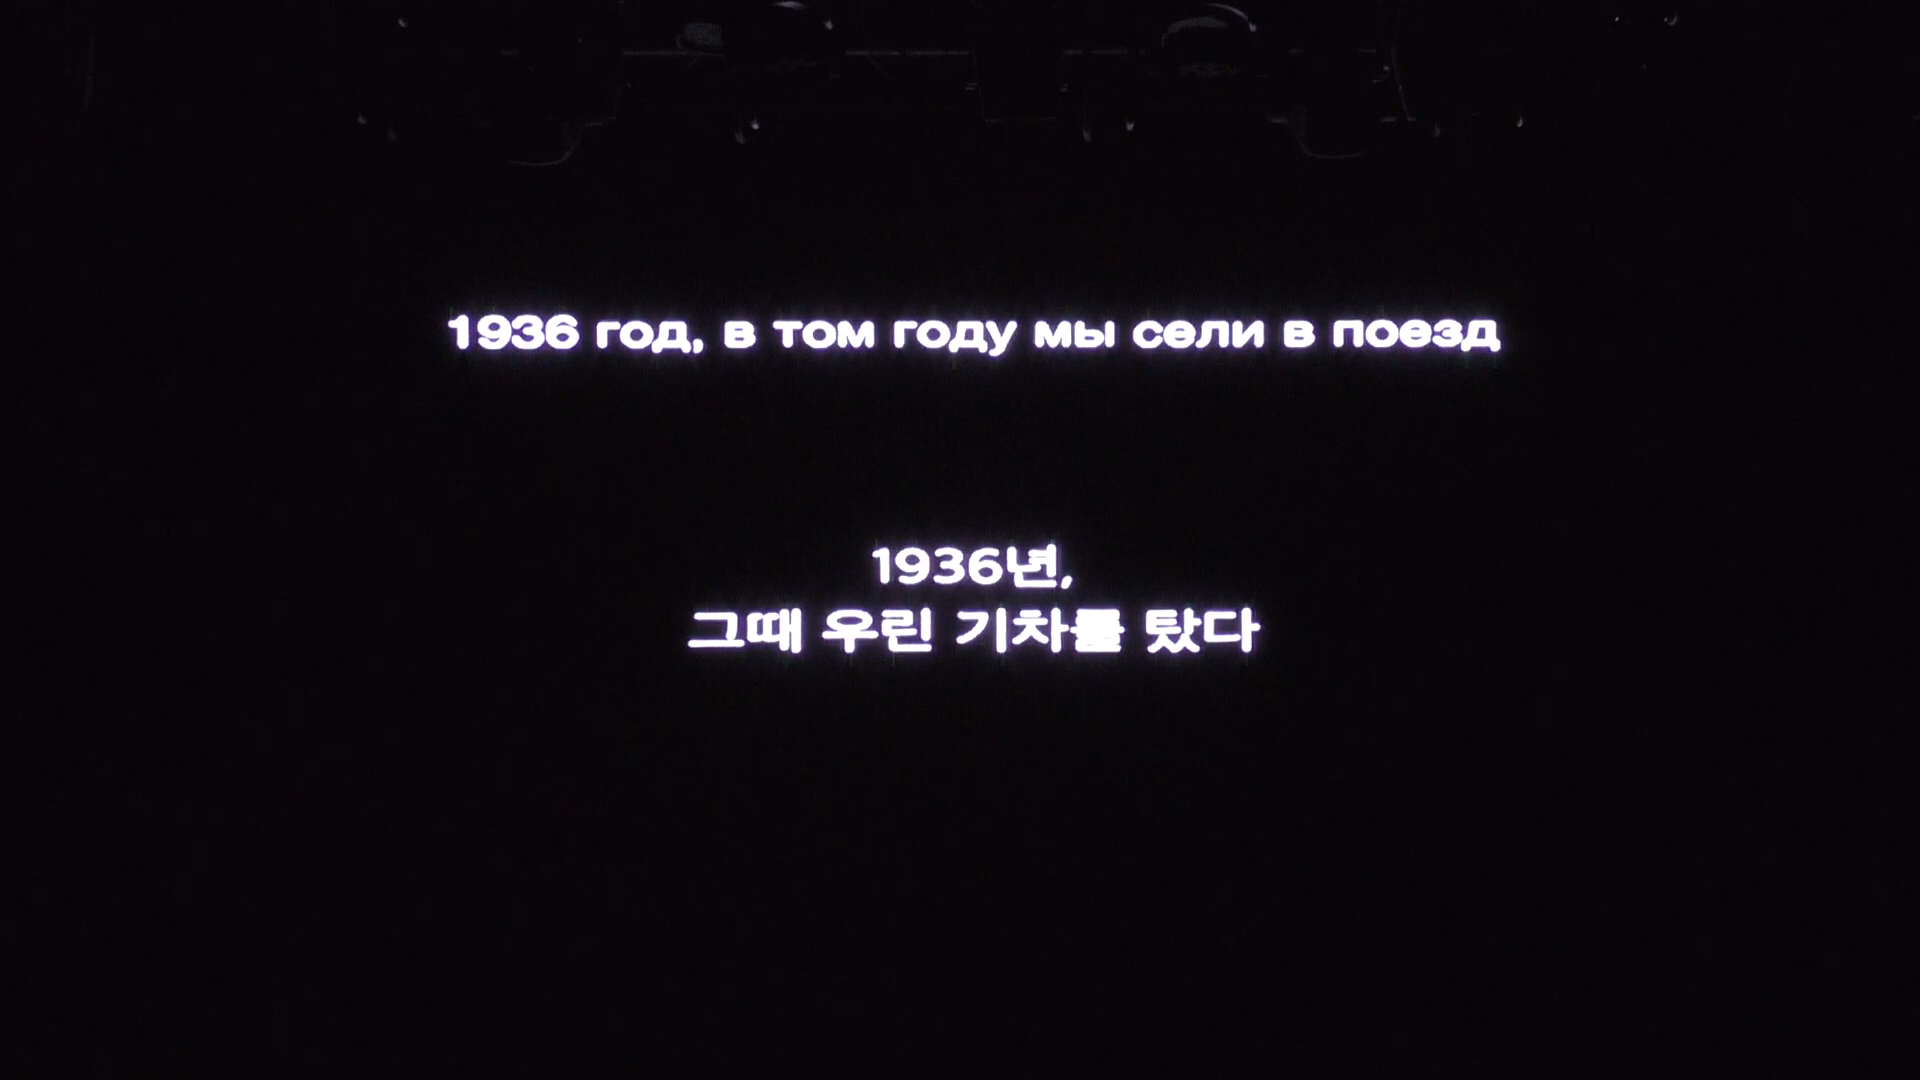 1936 год, в том году мы сели в поезд
1936년,
그때 우린 기차를 탔다